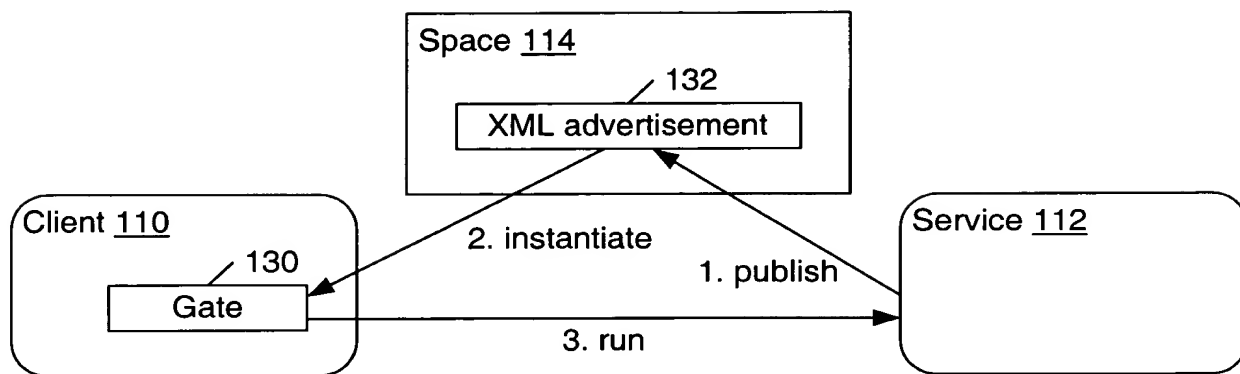 Space 114
132
XML advertisement
Client 110
2. instantiate
Service 112
130
1. publish
Gate
3. run